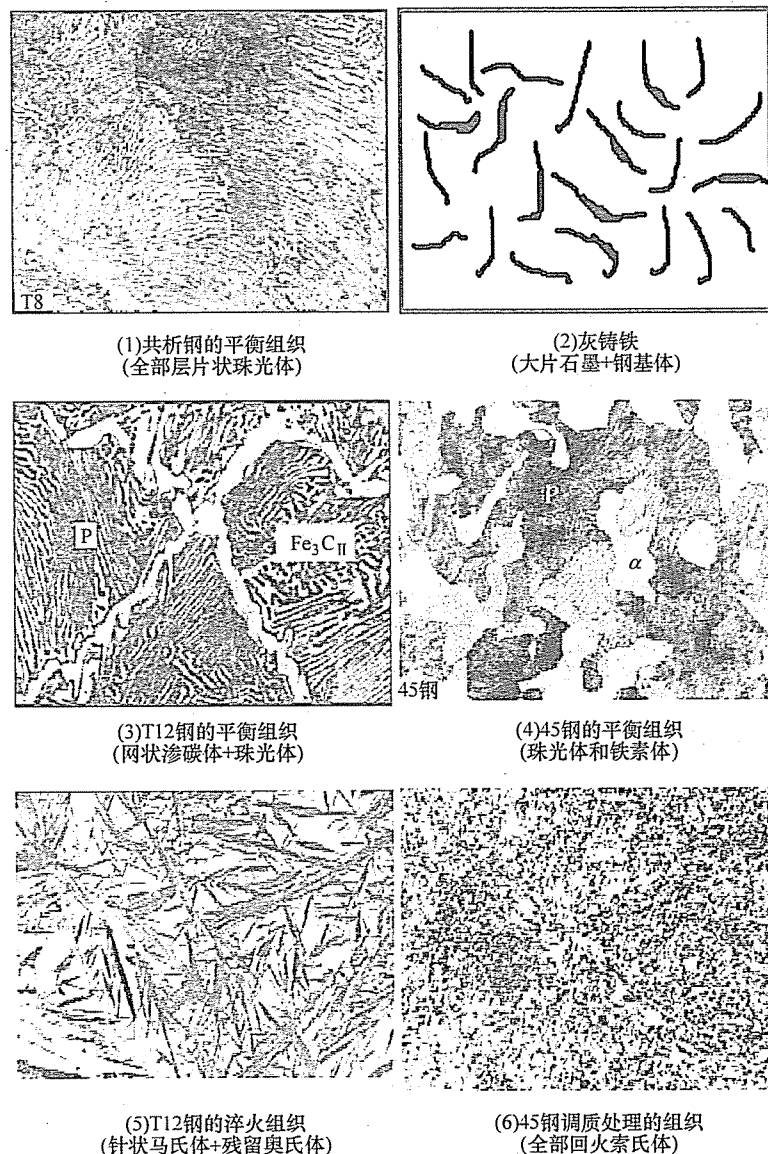 T8
(1)共析钢的平衡组织
(全部层片状珠光体)
(2)灰铸铁
(大片石墨+钢基体)
P
Fe₃C_Ⅱ
(3)T12钢的平衡组织
(网状渗碳体+珠光体)
P
α
45钢
(4)45钢的平衡组织
(珠光体和铁素体)
(5)T12钢的淬火组织
(针状马氏体+残留奥氏体)
(6)45钢调质处理的组织
(全部回火索氏体)